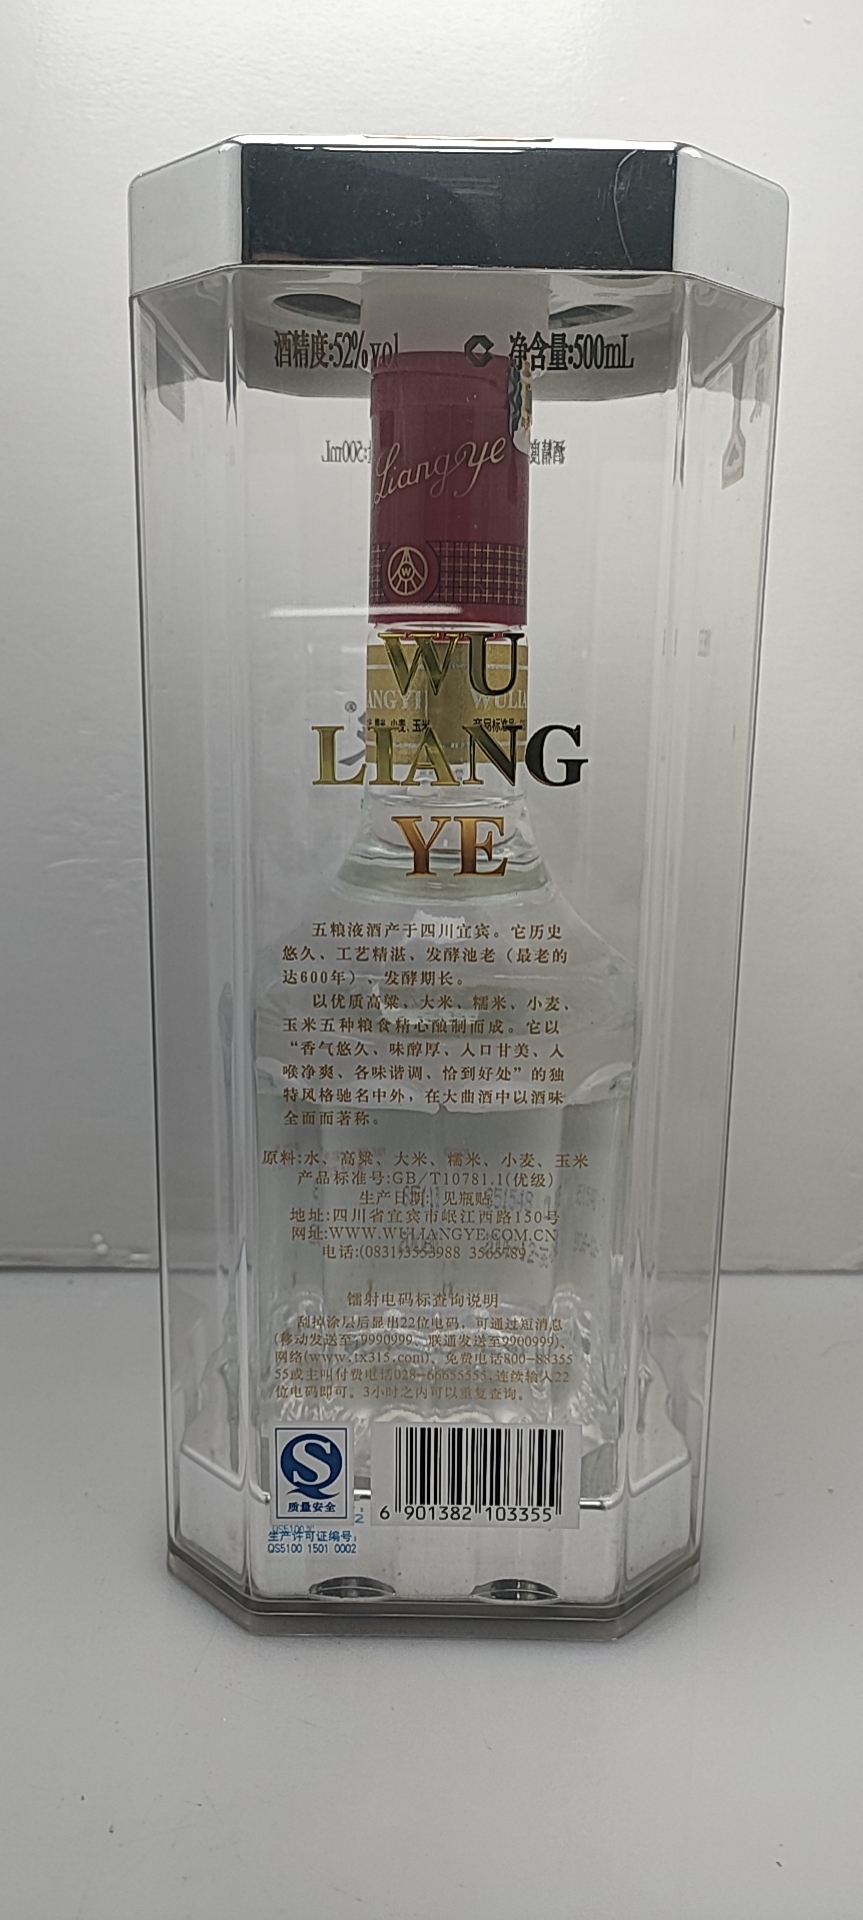 酒精度:52%vol 净含量:500mL
Liang ye
W
WU
ANGYE WULIA
小麦、玉米 产品标准号
®
LIANG
YE
五粮液酒产于四川宜宾。它历史
悠久、工艺精湛、发酵池老（最老的
达600年）、发酵期长。
以优质高粱、大米、糯米、小麦、
玉米五种粮食精心酿制而成。它以
“香气悠久、味醇厚、入口甘美、入
喉净爽、各味谐调、恰到好处”的独
特风格驰名中外，在大曲酒中以酒味
全面而著称。
原料:水、高粱、大米、糯米、小麦、玉米
产品标准号:GB/T10781.1(优级)
生产日期: 见瓶贴
地址:四川省宜宾市岷江西路150号
网址:WWW.WULIANGYE.COM.CN
电话:(0831)3553988 3565789
镭射电码标查询说明
刮掉涂层后显出22位电码，可通过短消息
(移动发送至:9990999、联通发送至9900999)、
网络(www.tx315.com)、免费电话800-88355
55或主叫付费电话028-66655555,连续输入22
位电码即可。3小时之内可以重复查询。
质量安全
6 901382 103355
生产许可证编号:
QS5100 1501 0002